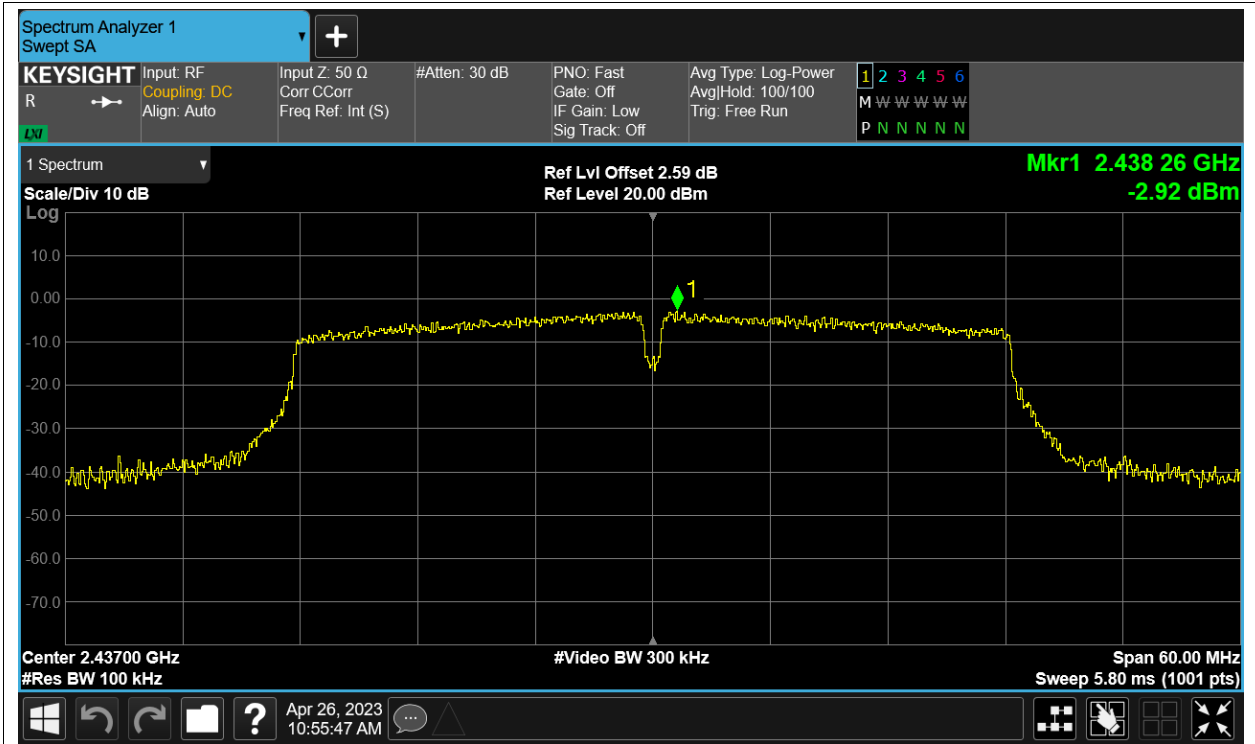 Spectrum Analyzer 1
Swept SA
KEYSIGHT
R
LXI
Input: RF
Coupling: DC
Align: Auto
Input Z: 50 Ω
Corr CCorr
Freq Ref: Int (S)
#Atten: 30 dB
PNO: Fast
Gate: Off
IF Gain: Low
Sig Track: Off
Avg Type: Log-Power
Avg|Hold: 100/100
Trig: Free Run
1 2 3 4 5 6
M W W W W W
P N N N N N
1 Spectrum
Scale/Div 10 dB
Log
Ref Lvl Offset 2.59 dB
Ref Level 20.00 dBm
Mkr1 2.438 26 GHz
-2.92 dBm
10.0
0.00
1
-10.0
-20.0
-30.0
-40.0
-50.0
-60.0
-70.0
Center 2.43700 GHz
#Video BW 300 kHz
Span 60.00 MHz
#Res BW 100 kHz
Sweep 5.80 ms (1001 pts)
?
Apr 26, 2023
10:55:47 AM